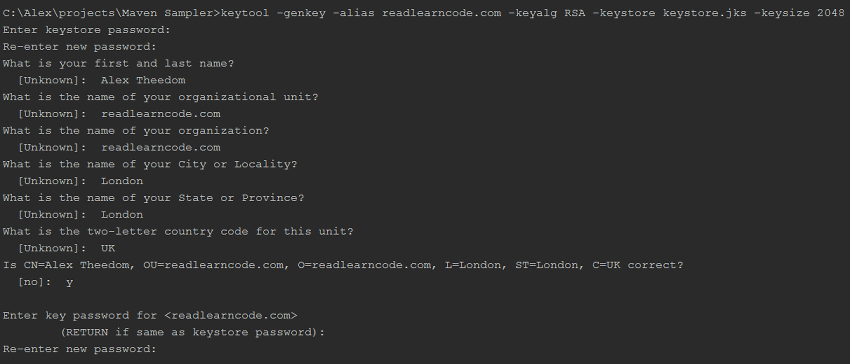 C:\Alex\projects\Maven Sampler>keytool -genkey -alias readlearncode.com -keyalg RSA -keystore keystore.jks -keysize 2048
Enter keystore password:
Re-enter new password:
What is your first and last name?
  [Unknown]:  Alex Theedom
What is the name of your organizational unit?
  [Unknown]:  readlearncode.com
What is the name of your organization?
  [Unknown]:  readlearncode.com
What is the name of your City or Locality?
  [Unknown]:  London
What is the name of your State or Province?
  [Unknown]:  London
What is the two-letter country code for this unit?
  [Unknown]:  UK
Is CN=Alex Theedom, OU=readlearncode.com, O=readlearncode.com, L=London, ST=London, C=UK correct?
  [no]:  y

Enter key password for <readlearncode.com>
        (RETURN if same as keystore password):
Re-enter new password: